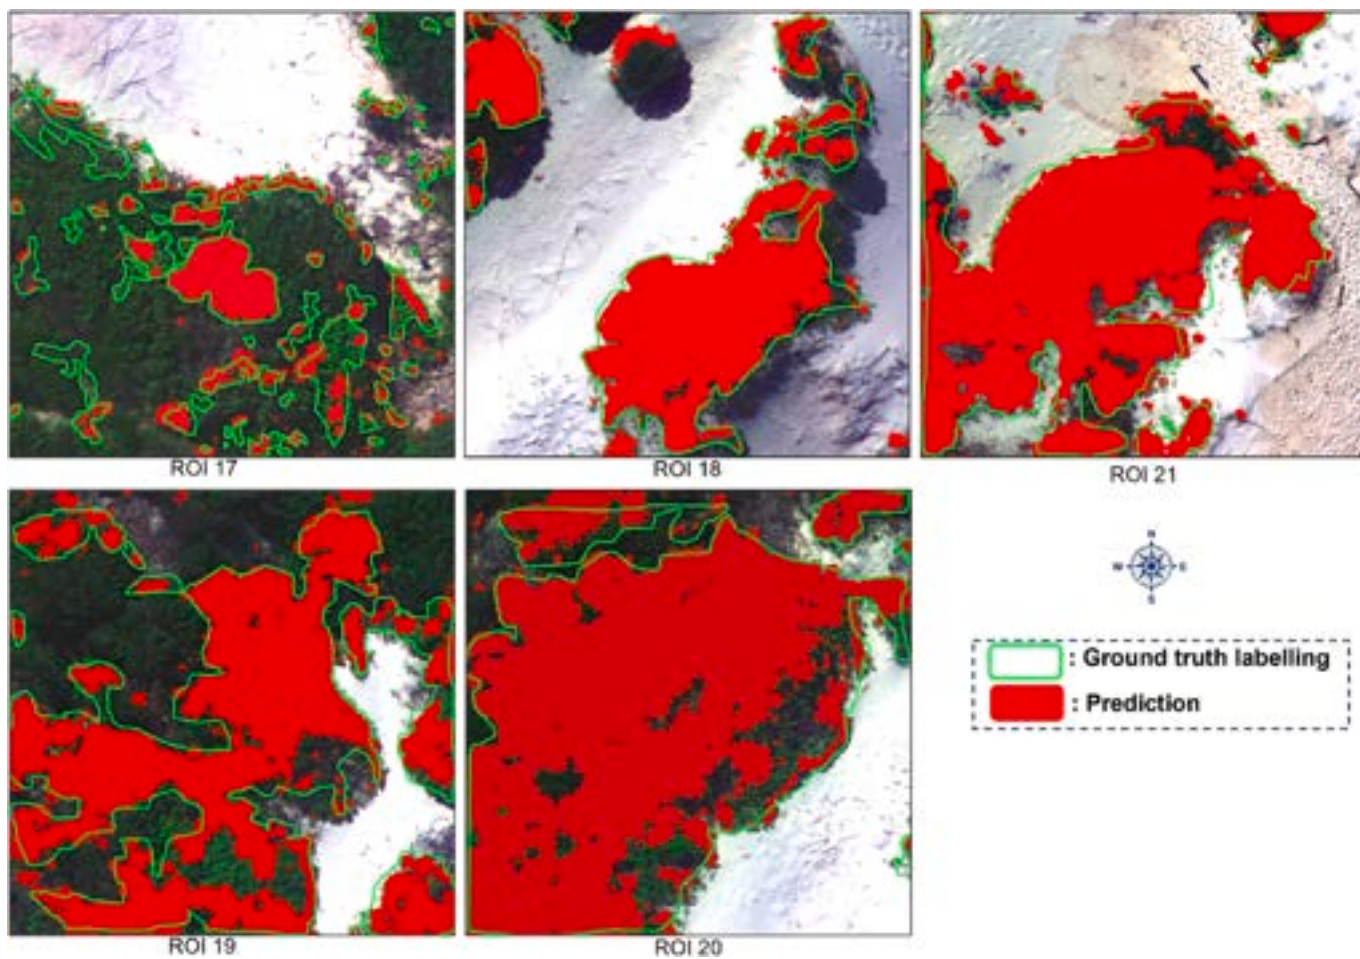 ROI 17
ROI 18
ROI 21
N
W
E
S
: Ground truth labelling
: Prediction
ROI 19
ROI 20